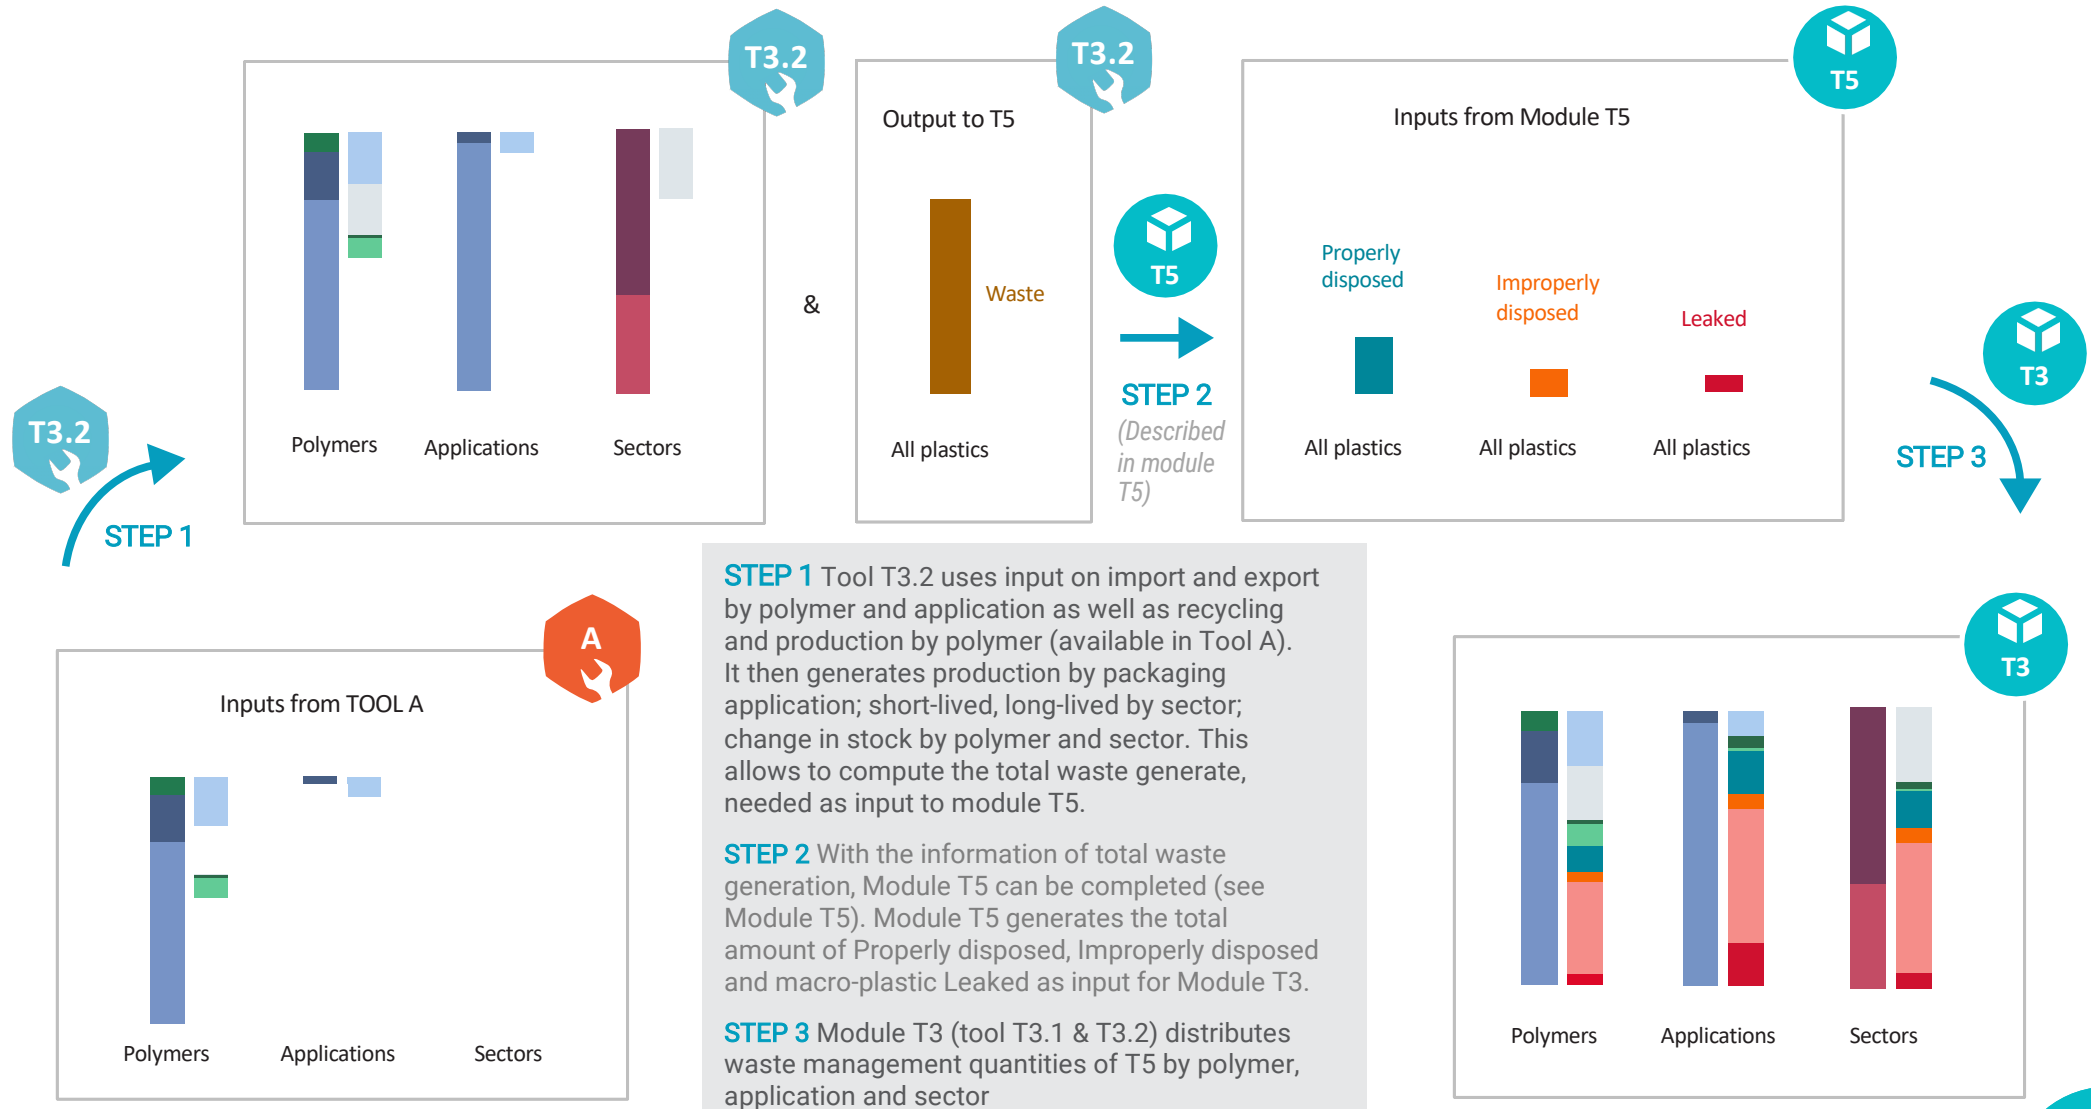 T3.2
T3.2
T5
Output to T5
Inputs from Module T5
Waste
&
T5
Properly
disposed
Improperly
disposed
Leaked
T3
STEP 2
(Described
in module
T5)
Polymers
Applications
Sectors
All plastics
All plastics
All plastics
All plastics
STEP 3
T3.2
STEP 1
A
Inputs from TOOL A
Polymers
Applications
Sectors
STEP 1 Tool T3.2 uses input on import and export
by polymer and application as well as recycling
and production by polymer (available in Tool A).
It then generates production by packaging
application; short-lived, long-lived by sector;
change in stock by polymer and sector. This
allows to compute the total waste generate,
needed as input to module T5.
STEP 2 With the information of total waste
generation, Module T5 can be completed (see
Module T5). Module T5 generates the total
amount of Properly disposed, Improperly disposed
and macro-plastic Leaked as input for Module T3.
STEP 3 Module T3 (tool T3.1 & T3.2) distributes
waste management quantities of T5 by polymer,
application and sector
T3
Polymers
Applications
Sectors